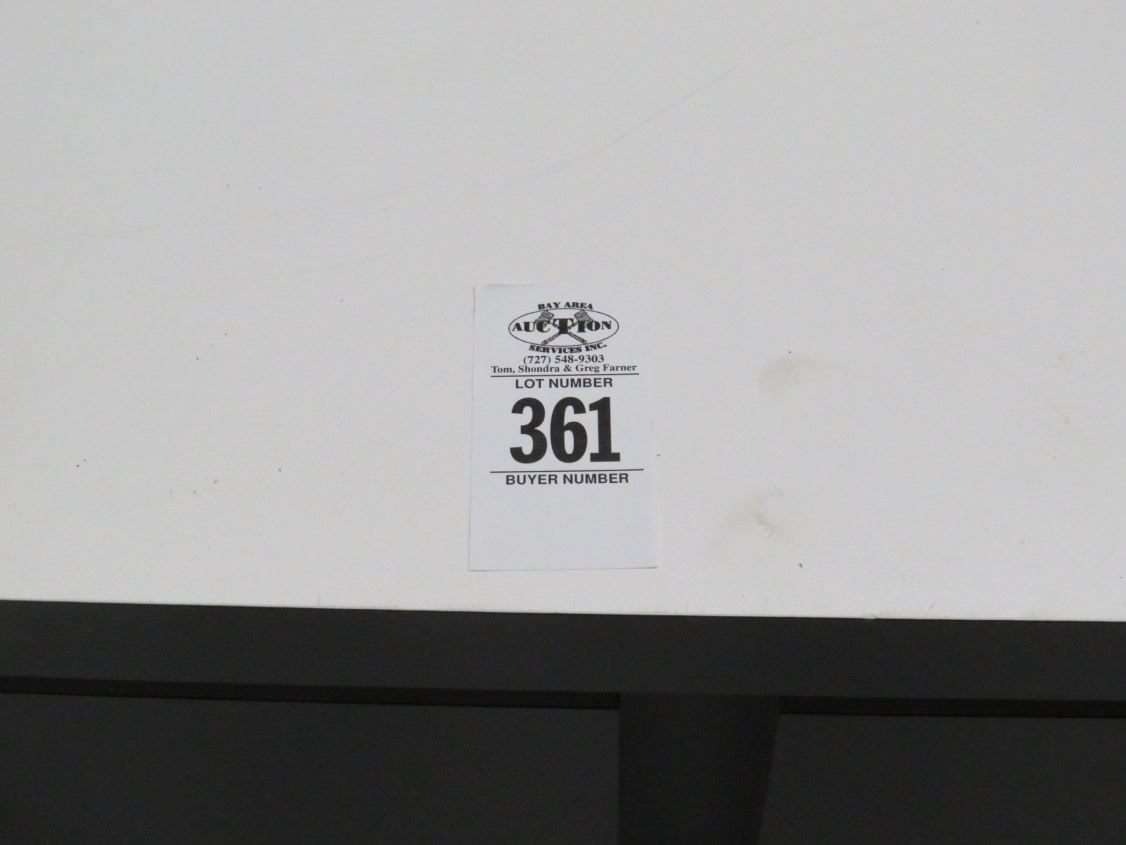 BAY AREA
AUCTION
SERVICES INC.
(727) 548-9303
Tom, Shondra & Greg Farner
LOT NUMBER
361
BUYER NUMBER